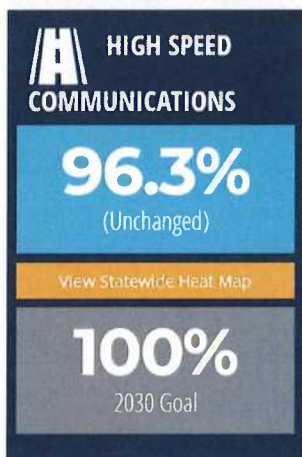 HIGH SPEED
COMMUNICATIONS
96.3%
(Unchanged)
View Statewide Heat Map
100%
2030 Goal